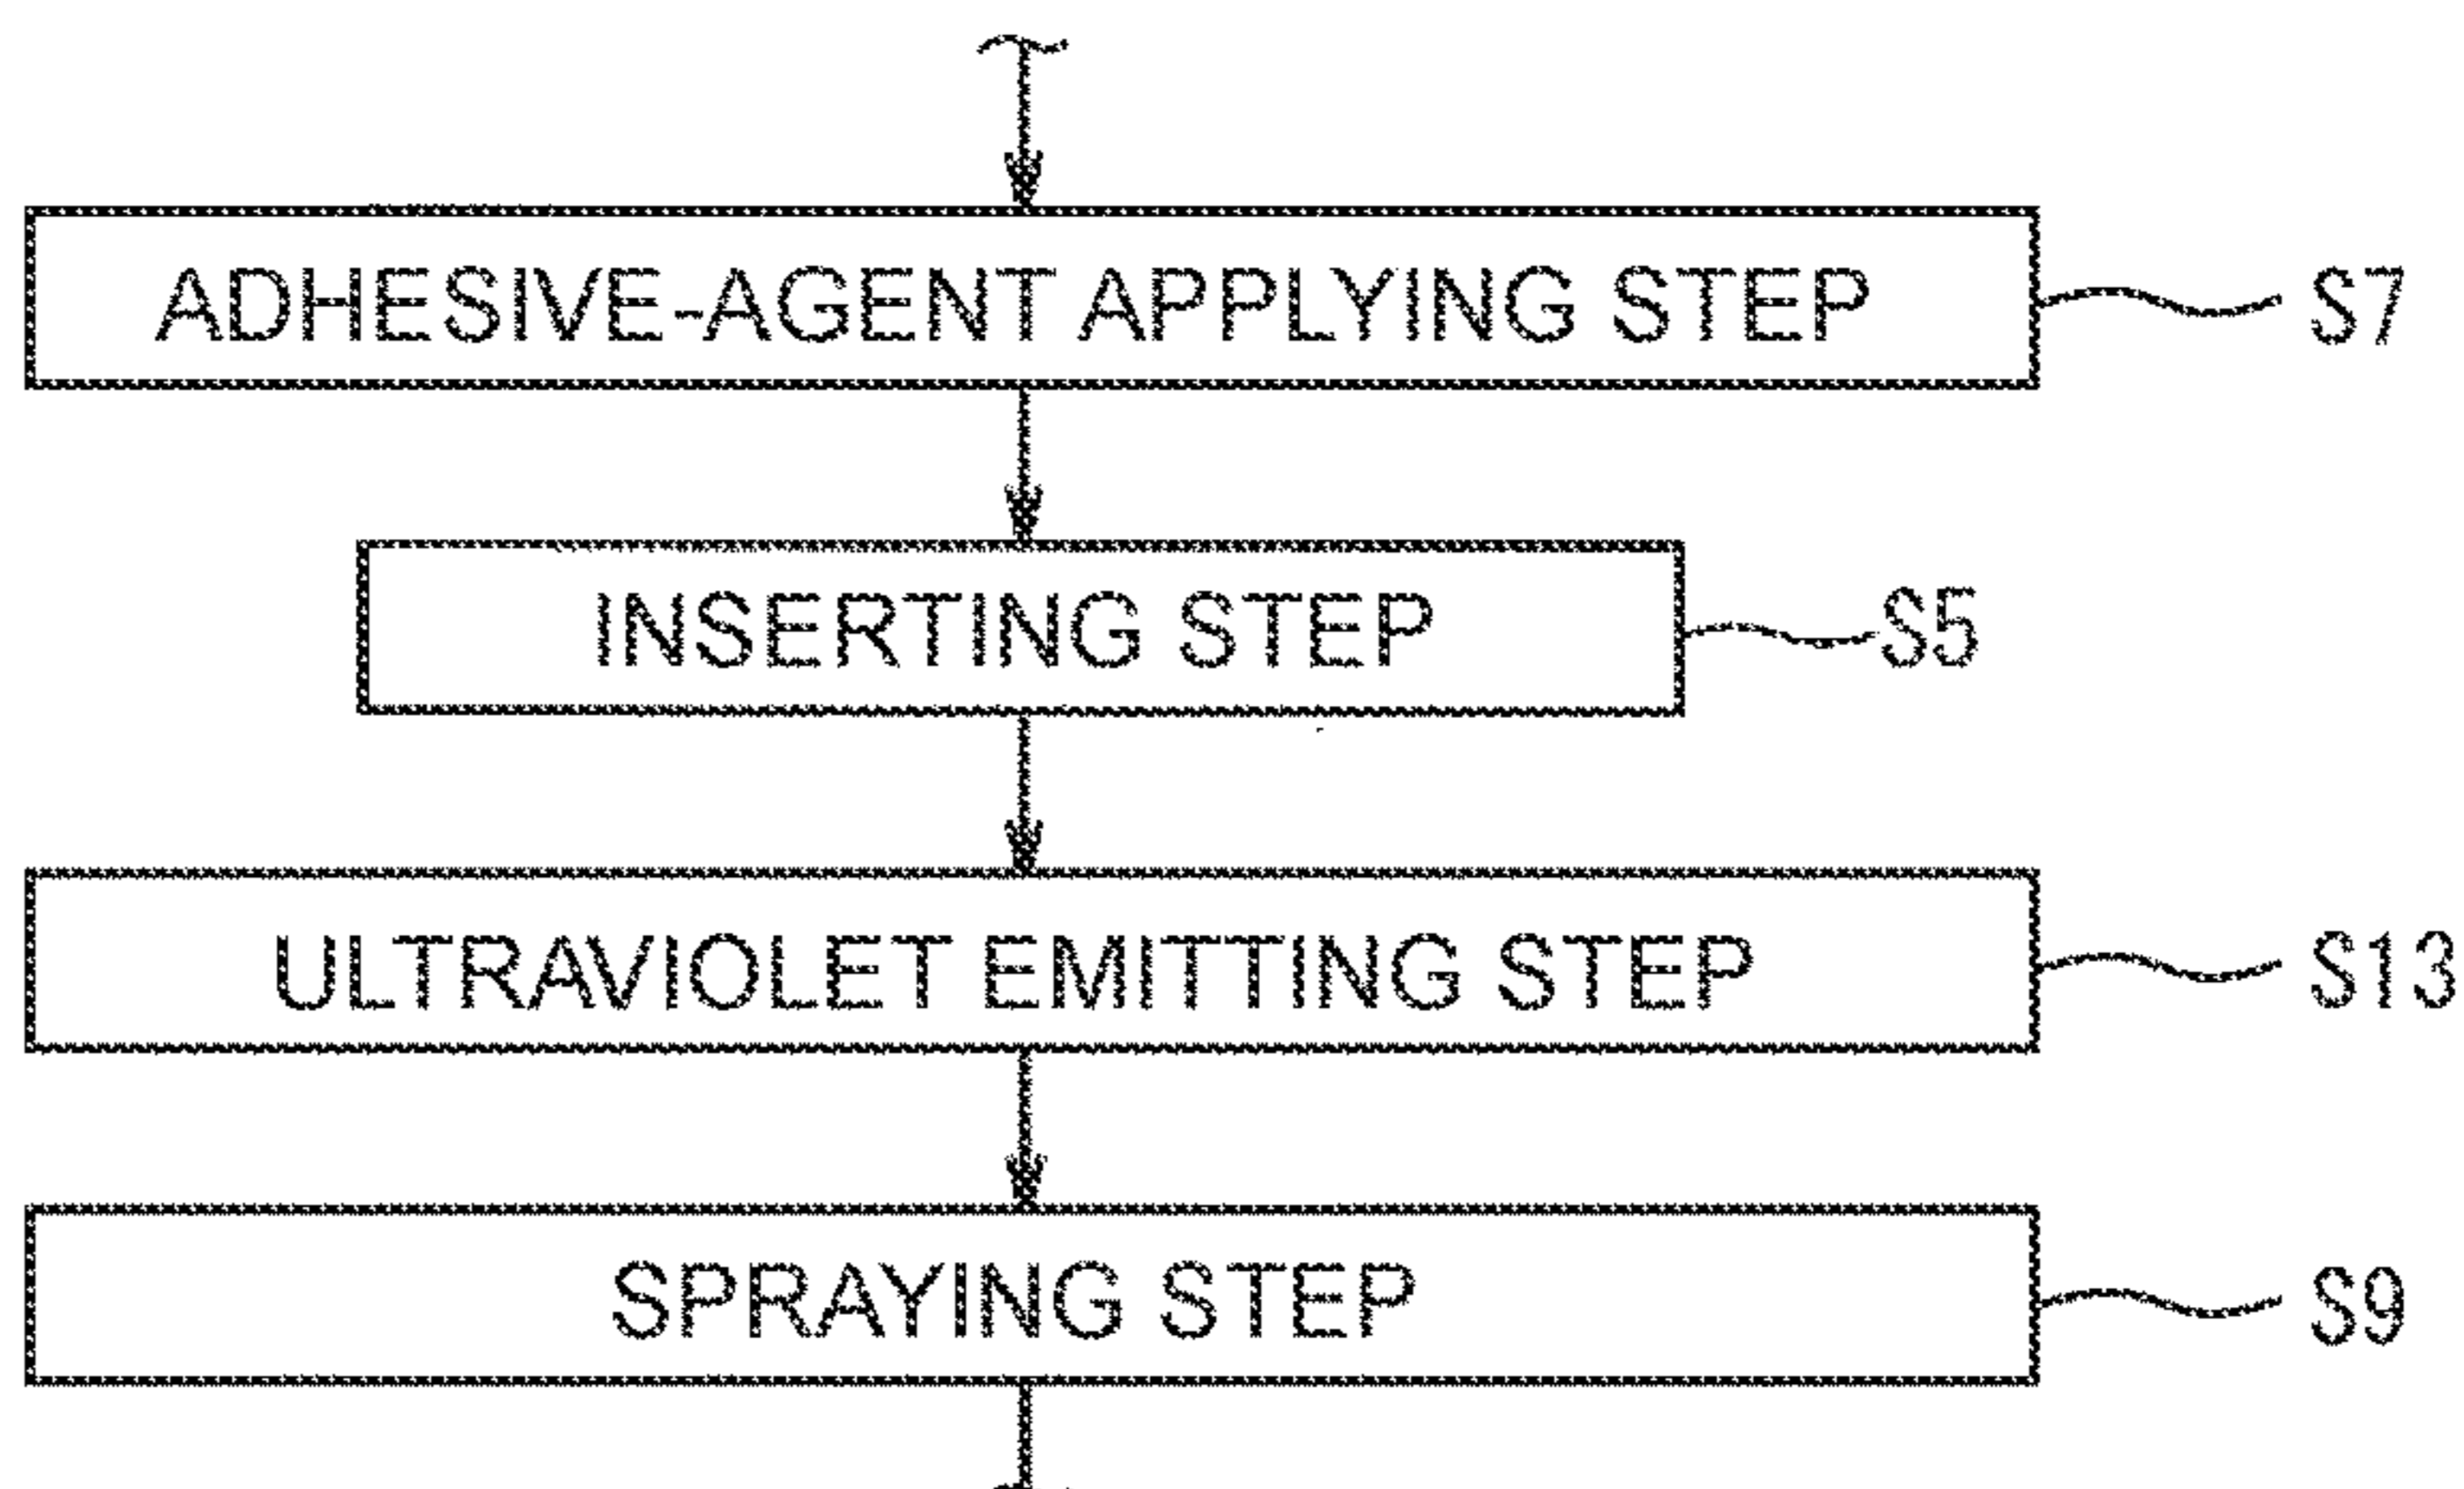 ADHESIVE-AGENT APPLYING STEP S7
INSERTING STEP S5
ULTRAVIOLET EMITTING STEP S13
SPRAYING STEP S9